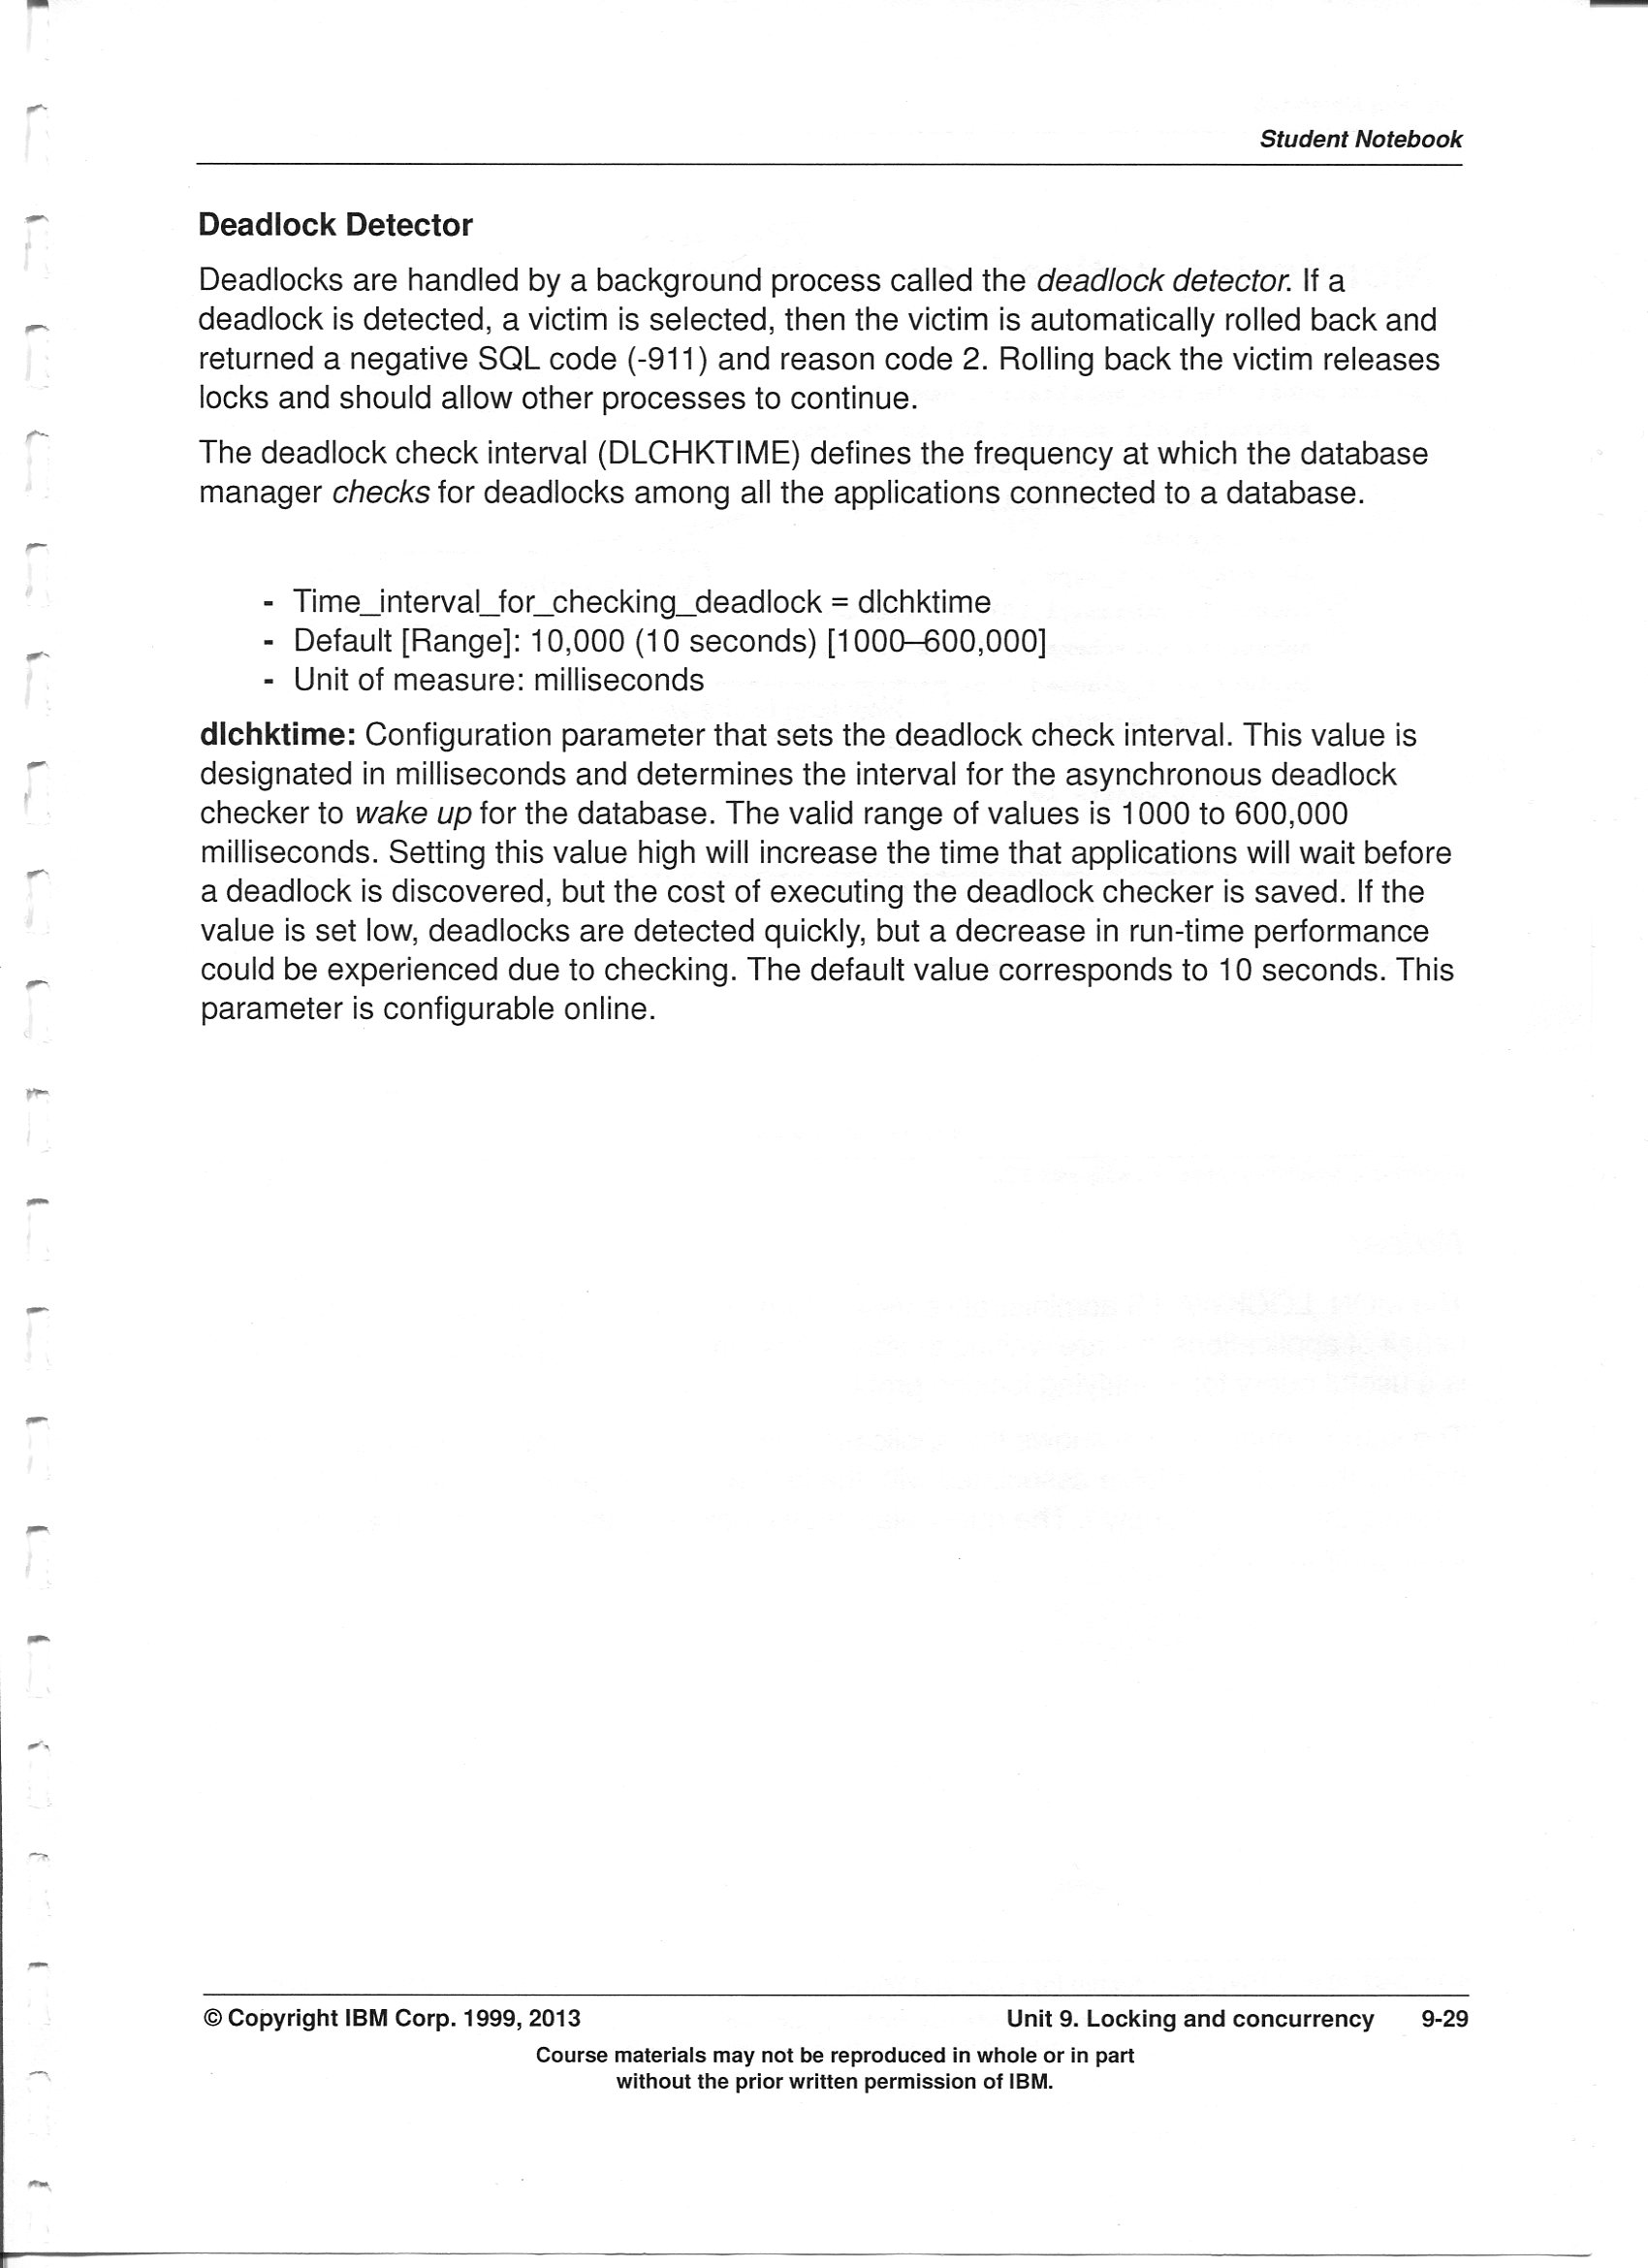 Student Notebook
Deadlock Detector
Deadlocks are handled by a background process called the deadlock detector. If a
deadlock is detected, a victim is selected, then the victim is automatically rolled back and
returned a negative SQL code (-911) and reason code 2. Rolling back the victim releases
locks and should allow other processes to continue.
The deadlock check interval (DLCHKTIME) defines the frequency at which the database
manager checks for deadlocks among all the applications connected to a database.
- Time_interval_for_checking_deadlock = dlchktime
- Default [Range]: 10,000 (10 seconds) [1000–600,000]
- Unit of measure: milliseconds
dlchktime: Configuration parameter that sets the deadlock check interval. This value is
designated in milliseconds and determines the interval for the asynchronous deadlock
checker to wake up for the database. The valid range of values is 1000 to 600,000
milliseconds. Setting this value high will increase the time that applications will wait before
a deadlock is discovered, but the cost of executing the deadlock checker is saved. If the
value is set low, deadlocks are detected quickly, but a decrease in run-time performance
could be experienced due to checking. The default value corresponds to 10 seconds. This
parameter is configurable online.
© Copyright IBM Corp. 1999, 2013 Unit 9. Locking and concurrency 9-29
Course materials may not be reproduced in whole or in part
without the prior written permission of IBM.